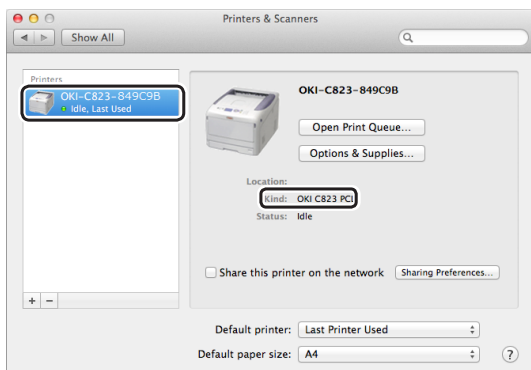 Printers & Scanners
Show All
Printers
OKI-C823-849C9B
Idle, Last Used
OKI-C823-849C9B
Open Print Queue...
Options & Supplies...
Location:
Kind: OKI C823 PCL
Status: Idle
Share this printer on the network Sharing Preferences...
+ −
Default printer: Last Printer Used
Default paper size: A4 ?